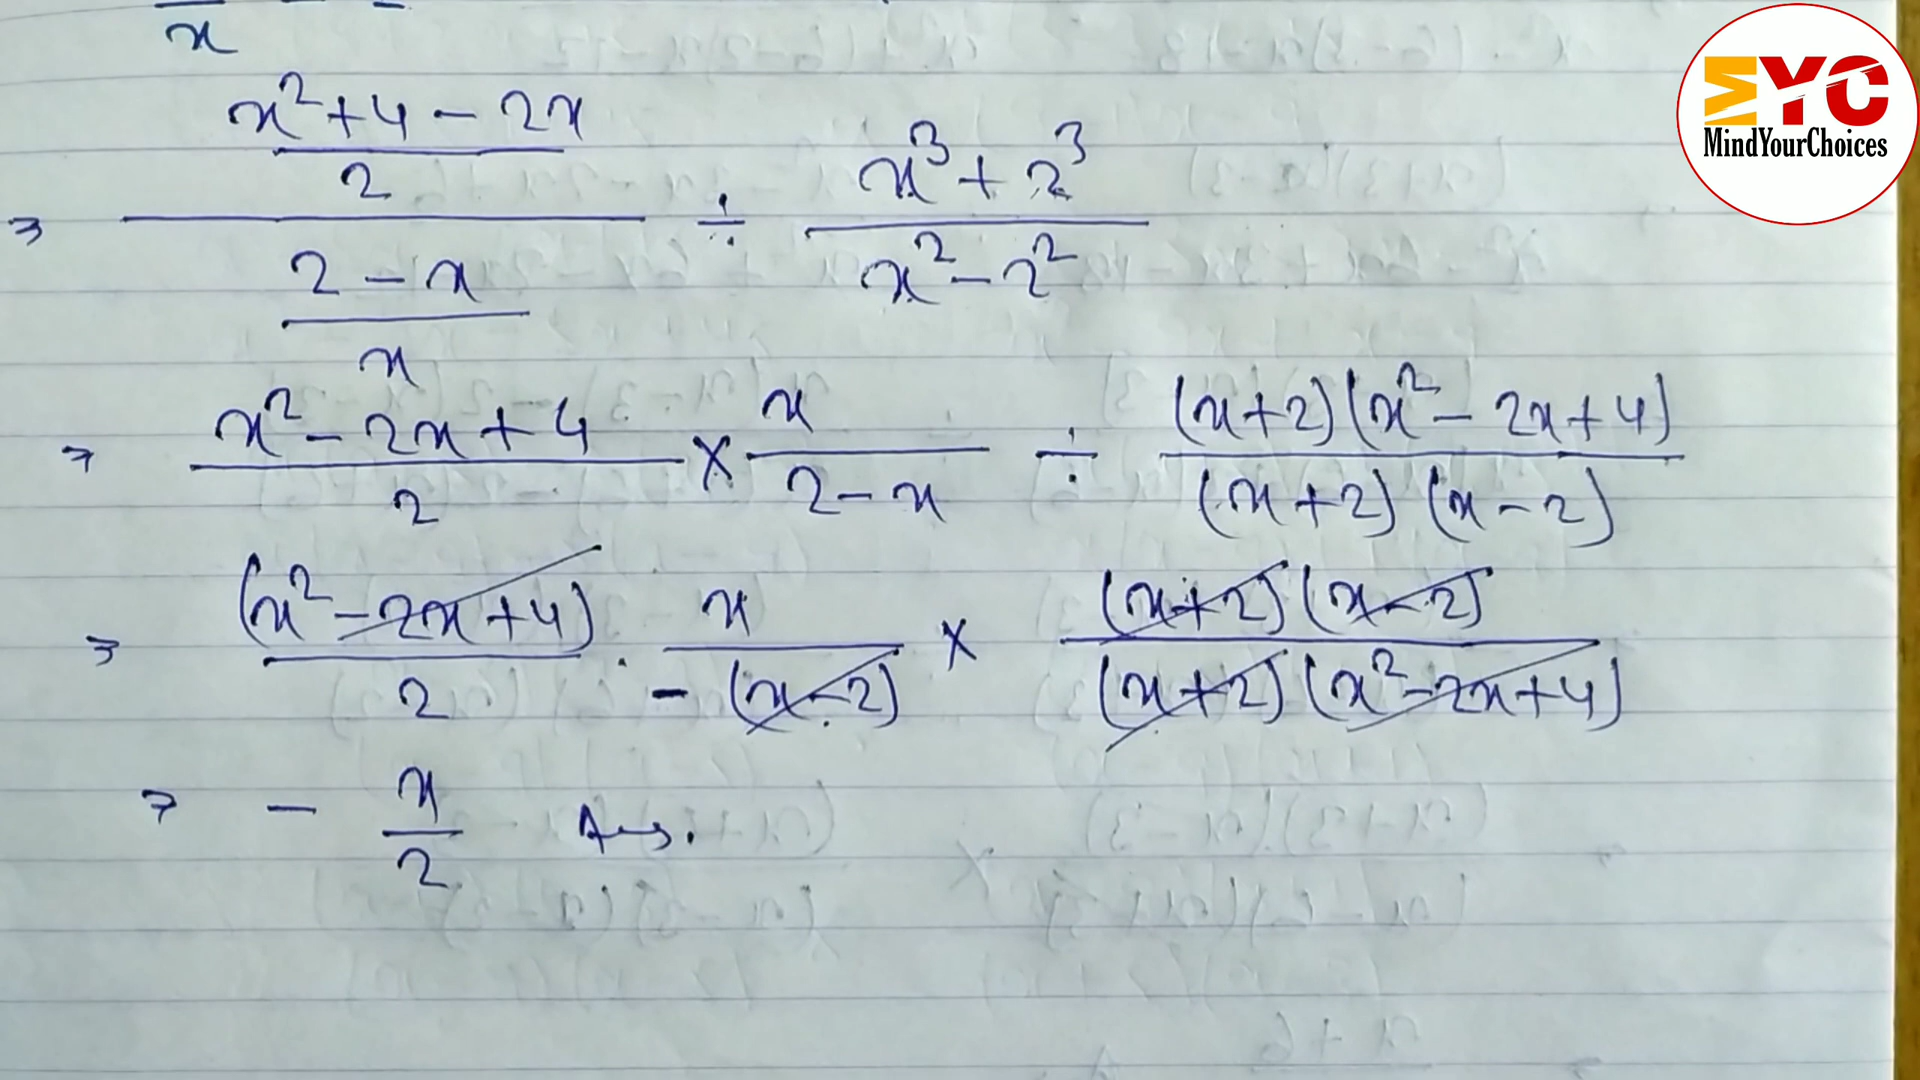 x
MYC
MindYourChoices
x²+4-2x
2
⇒ ÷ x³+2³
x²-2²
2-x
x
⇒ x²-2x+4 / 2 × x / 2-x ÷ (x+2)(x²-2x+4) / (x+2)(x-2)
⇒ (x²-2x+4) / 2 . x / -(x-2) × (x+2)(x-2) / (x+2)(x²-2x+4)
⇒ - x / 2 Ans.